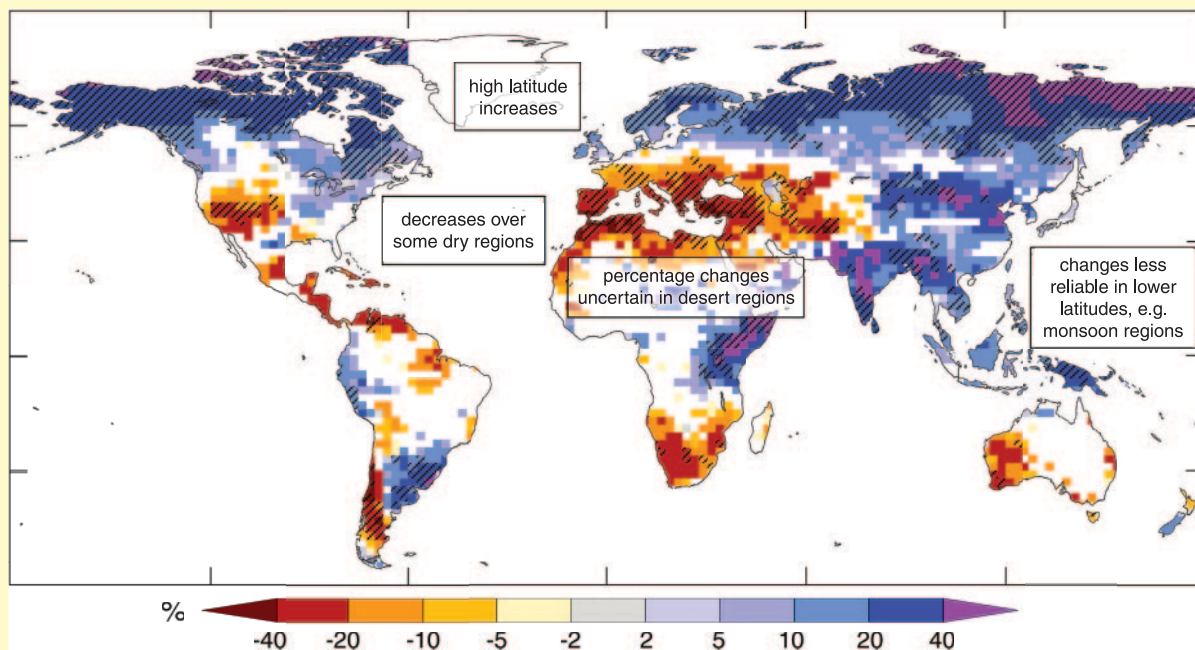 high latitude
increases
decreases over
some dry regions
percentage changes
uncertain in desert regions
changes less
reliable in lower
latitudes, e.g.
monsoon regions
%
-40 -20 -10 -5 -2 2 5 10 20 40